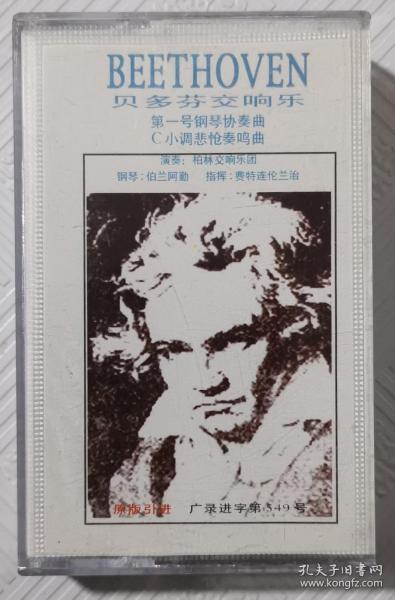 BEETHOVEN
贝多芬交响乐
第一号钢琴协奏曲
C小调悲怆奏鸣曲
演奏：柏林交响乐团
钢琴：伯兰阿勤 指挥：费特连伦兰治
原版引进 广录进字第549号
孔夫子旧书网
www.kongfz.com